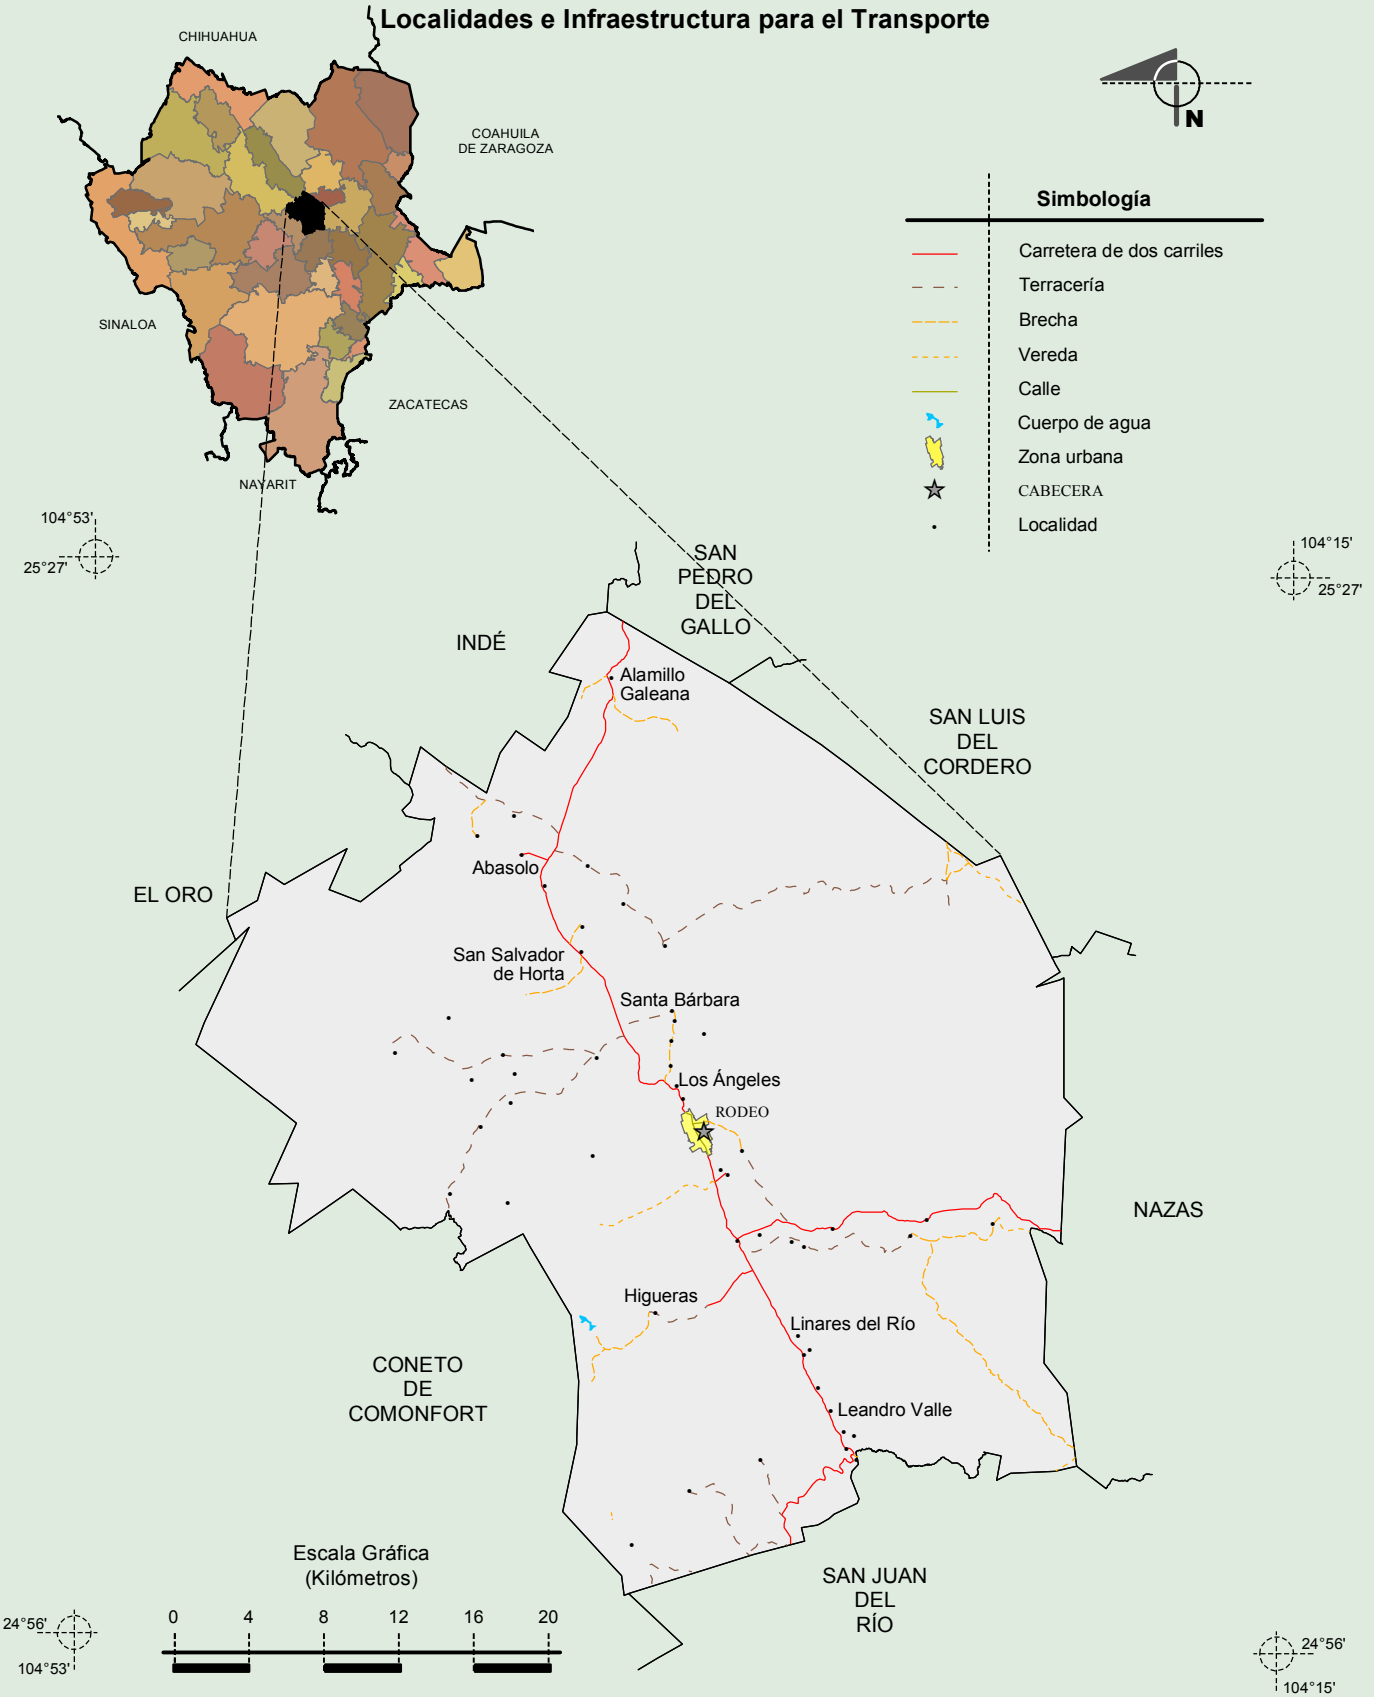 Localidades e Infraestructura para el Transporte
CHIHUAHUA
COAHUILA
DE ZARAGOZA
SINALOA
ZACATECAS
NAYARIT
N
Simbología
Carretera de dos carriles
Terracería
Brecha
Vereda
Calle
Cuerpo de agua
Zona urbana
CABECERA
Localidad
104°53'
25°27'
104°15'
25°27'
SAN
PEDRO
DEL
GALLO
INDÉ
Alamillo
Galeana
SAN LUIS
DEL
CORDERO
Abasolo
EL ORO
San Salvador
de Horta
Santa Bárbara
Los Ángeles
RODEO
NAZAS
Higueras
Linares del Río
CONETO
DE
COMONFORT
Leandro Valle
Escala Gráfica
(Kilómetros)
0 4 8 12 16 20
SAN JUAN
DEL
RÍO
24°56'
104°53'
24°56'
104°15'